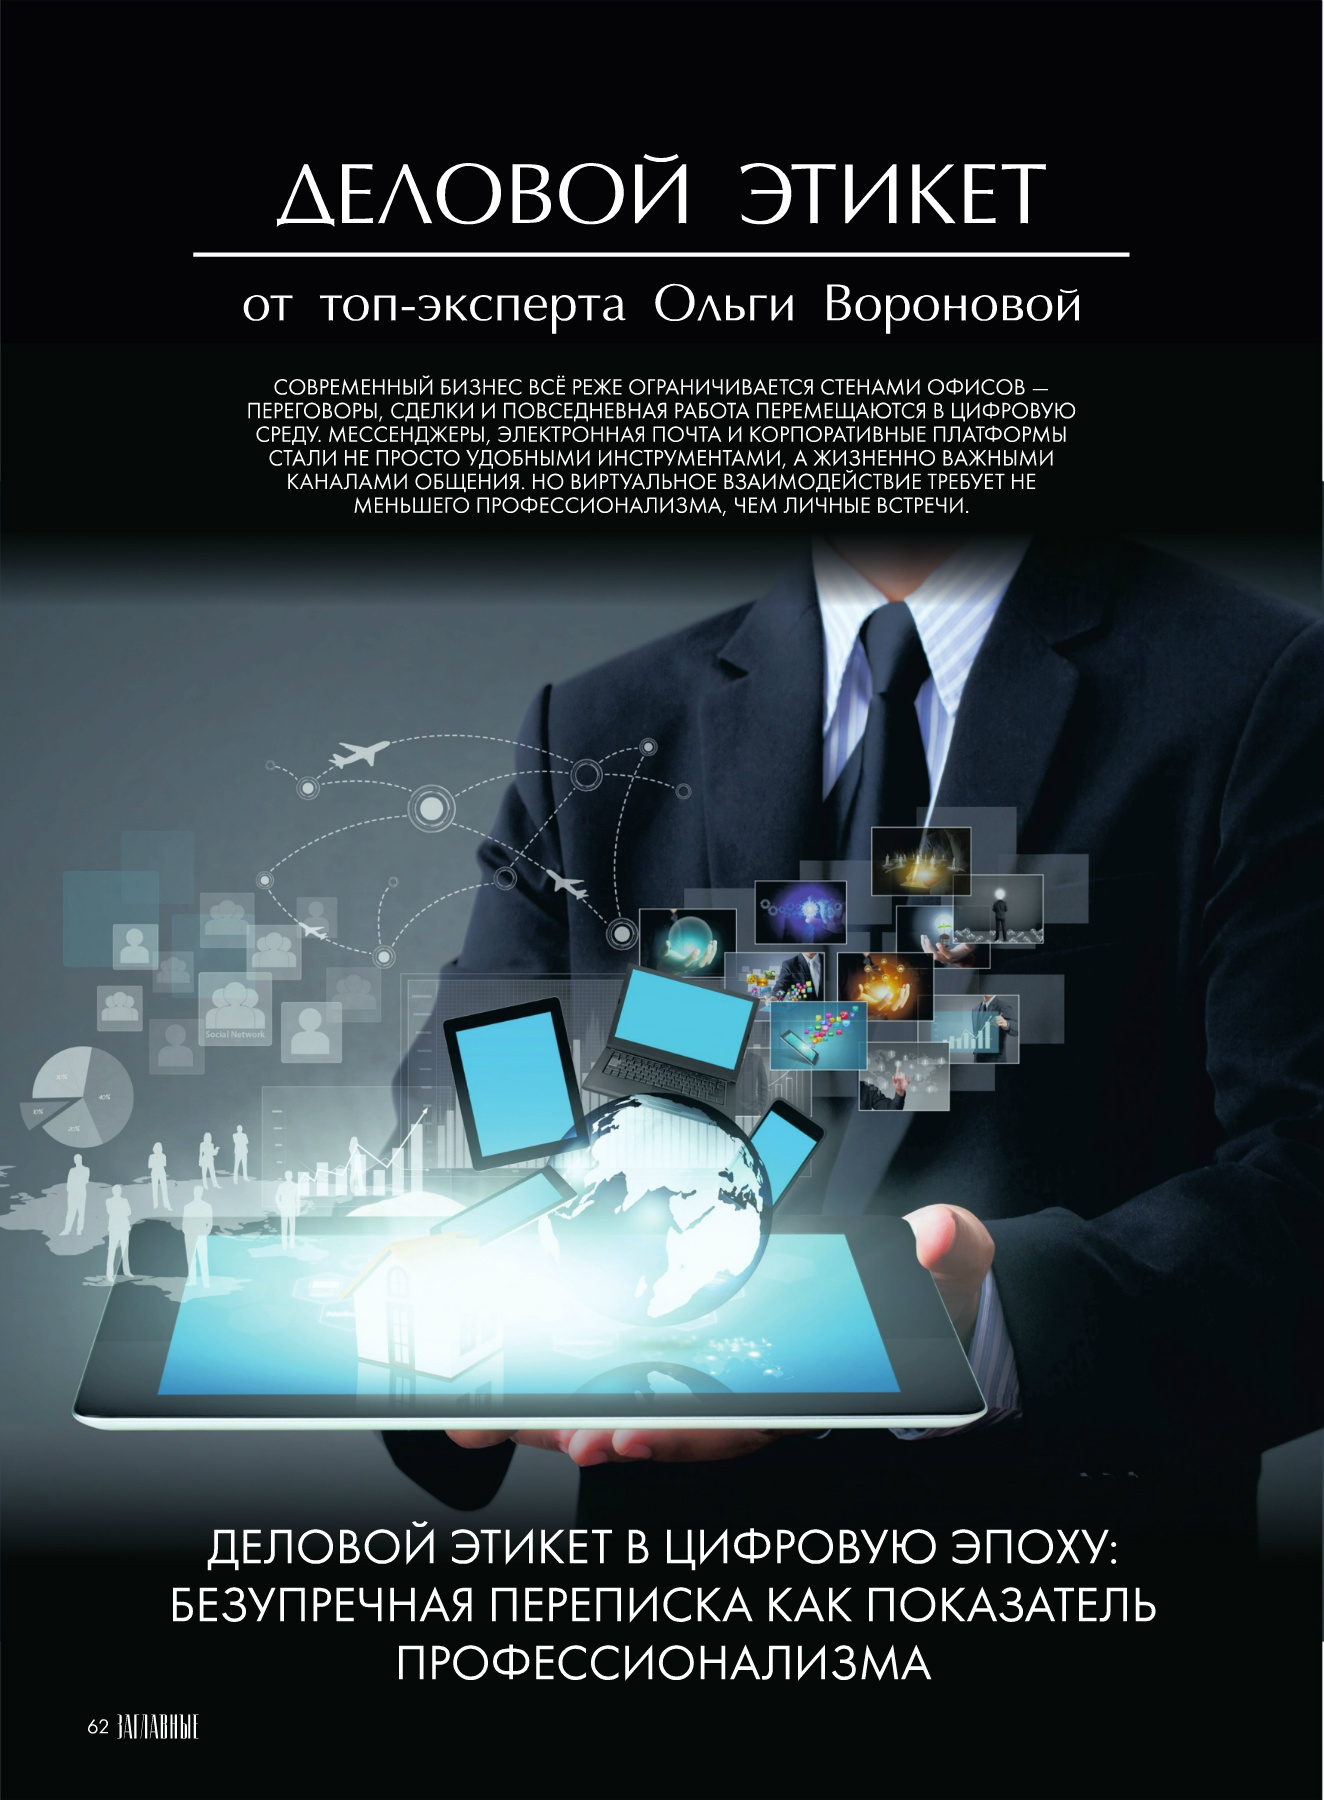 ДЕЛОВОЙ ЭТИКЕТ
от топ-эксперта Ольги Вороновой
СОВРЕМЕННЫЙ БИЗНЕС ВСЁ РЕЖЕ ОГРАНИЧИВАЕТСЯ СТЕНАМИ ОФИСОВ —
ПЕРЕГОВОРЫ, СДЕЛКИ И ПОВСЕДНЕВНАЯ РАБОТА ПЕРЕМЕЩАЮТСЯ В ЦИФРОВУЮ
СРЕДУ. МЕССЕНДЖЕРЫ, ЭЛЕКТРОННАЯ ПОЧТА И КОРПОРАТИВНЫЕ ПЛАТФОРМЫ
СТАЛИ НЕ ПРОСТО УДОБНЫМИ ИНСТРУМЕНТАМИ, А ЖИЗНЕННО ВАЖНЫМИ
КАНАЛАМИ ОБЩЕНИЯ. НО ВИРТУАЛЬНОЕ ВЗАИМОДЕЙСТВИЕ ТРЕБУЕТ НЕ
МЕНЬШЕГО ПРОФЕССИОНАЛИЗМА, ЧЕМ ЛИЧНЫЕ ВСТРЕЧИ.
Social Network
ДЕЛОВОЙ ЭТИКЕТ В ЦИФРОВУЮ ЭПОХУ:
БЕЗУПРЕЧНАЯ ПЕРЕПИСКА КАК ПОКАЗАТЕЛЬ
ПРОФЕССИОНАЛИЗМА
62 ЗАГЛАВНЫЕ